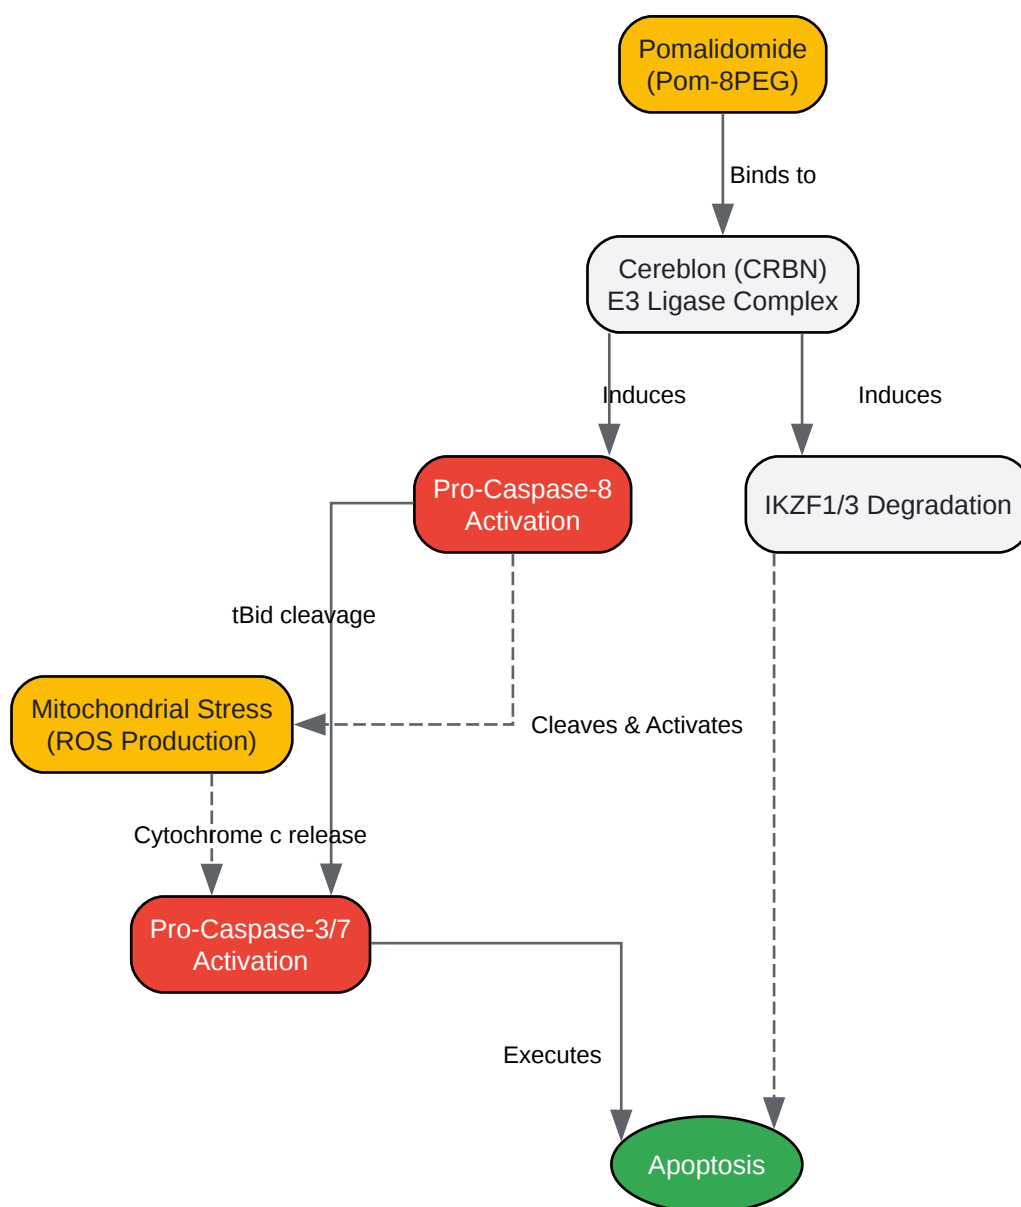 Pomalidomide
(Pom-8PEG)
Binds to
Cereblon (CRBN)
E3 Ligase Complex
Induces
Induces
Pro-Caspase-8
Activation
IKZF1/3 Degradation
tBid cleavage
Mitochondrial Stress
(ROS Production)
Cleaves & Activates
Cytochrome c release
Pro-Caspase-3/7
Activation
Executes
Apoptosis